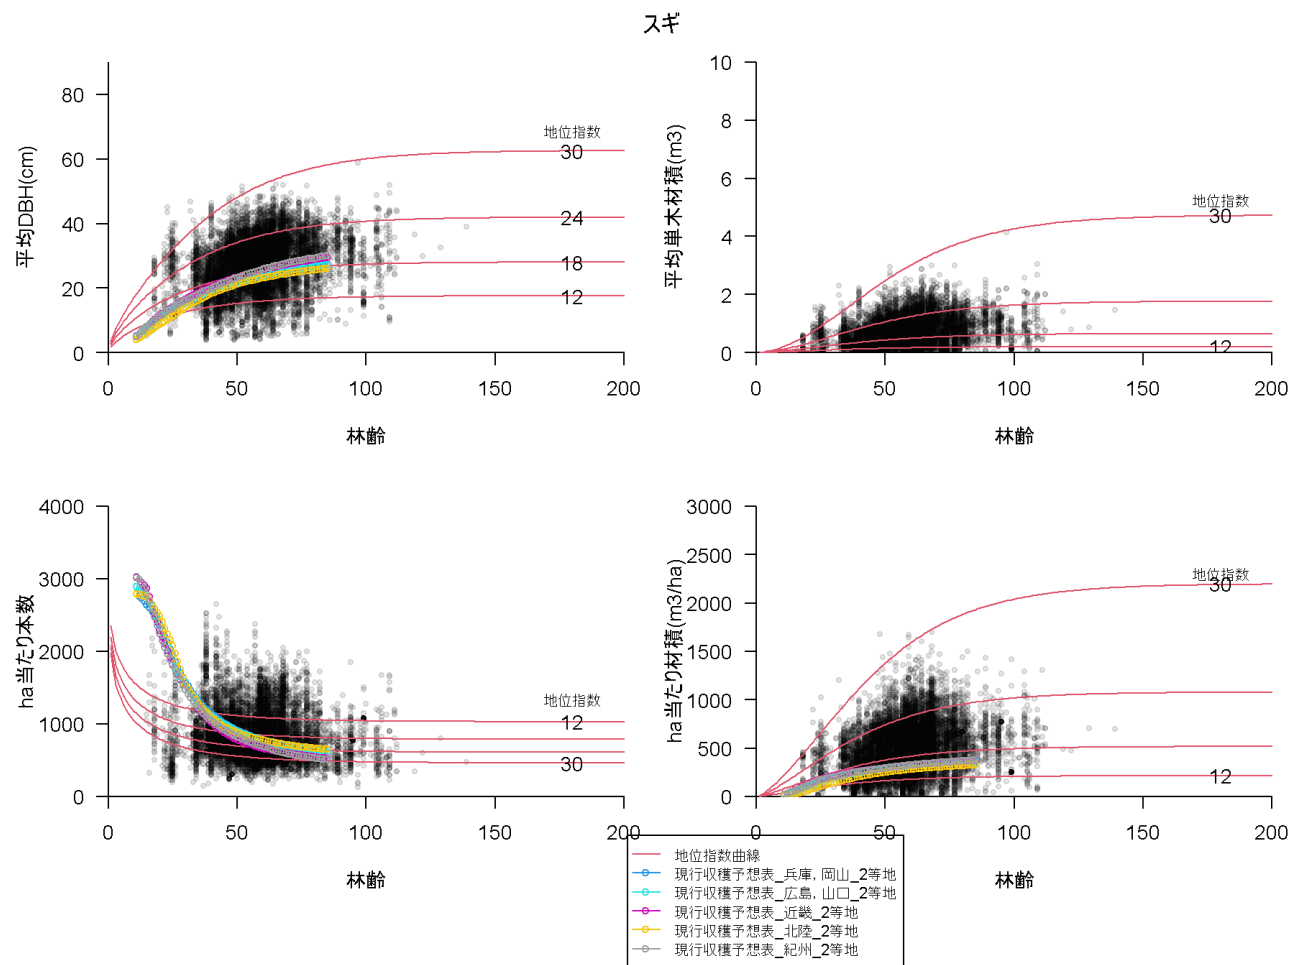 スギ
平均DBH(cm)
80
60
40
20
0
地位指数
30
24
18
12
0 50 100 150 200
林齢
平均単木材積(m3)
10
8
6
4
2
0
地位指数
30
12
0 50 100 150 200
林齢
ha当たり本数
4000
3000
2000
1000
0
地位指数
12
30
0 50 100 150 200
林齢
ha当たり材積(m3/ha)
3000
2500
2000
1500
1000
500
0
地位指数
30
12
0 50 100 150 200
林齢
地位指数曲線
現行収穫予想表_兵庫, 岡山_2等地
現行収穫予想表_広島, 山口_2等地
現行収穫予想表_近畿_2等地
現行収穫予想表_北陸_2等地
現行収穫予想表_紀州_2等地